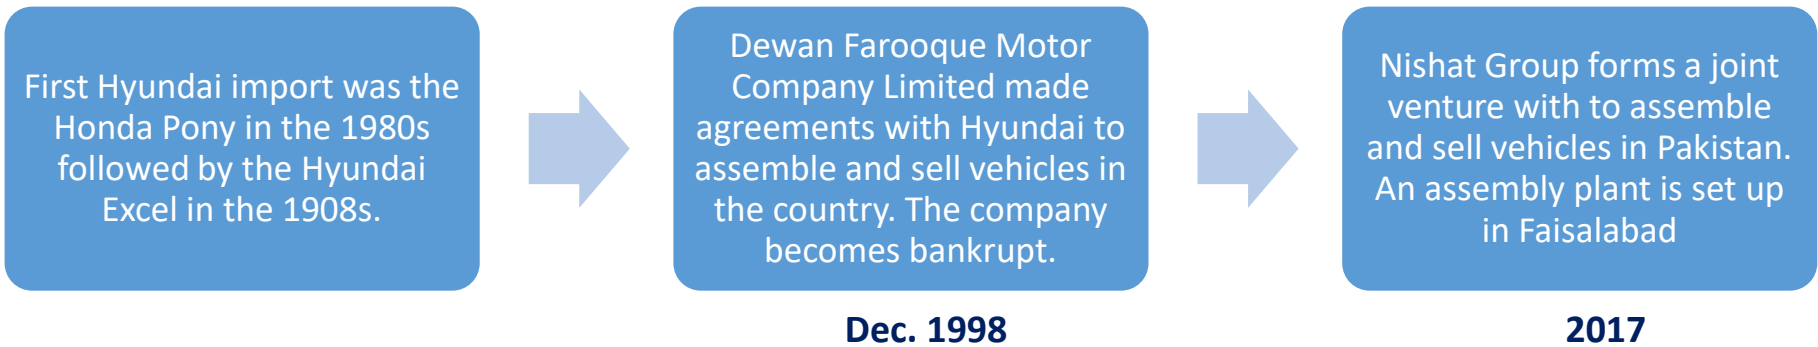 First Hyundai import was the
Honda Pony in the 1980s
followed by the Hyundai
Excel in the 1908s.
Dewan Farooque Motor
Company Limited made
agreements with Hyundai to
assemble and sell vehicles in
the country. The company
becomes bankrupt.
Dec. 1998
Nishat Group forms a joint
venture with to assemble
and sell vehicles in Pakistan.
An assembly plant is set up
in Faisalabad
2017